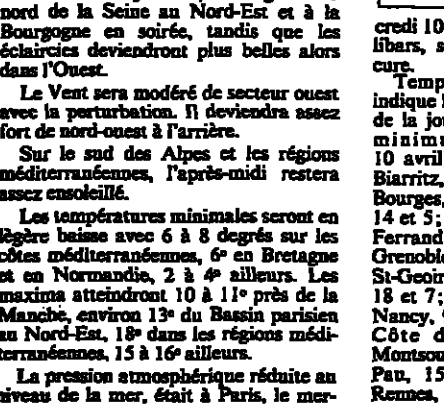 nord de la Seine au Nord-Est et à la
Bourgogne en soirée, tandis que les
éclaircies deviendront plus belles alors
dans l'Ouest.
Le Vent sera modéré de secteur ouest
avec la perturbation. Il deviendra assez
fort de nord-ouest à l'arrière.
Sur le sud des Alpes et les régions
méditerranéennes, l'après-midi restera
assez ensoleillé.
Les températures minimales seront en
légère baisse avec 6 à 8 degrés sur les
côtes méditerranéennes, 6° en Bretagne
et en Normandie, 2 à 4° ailleurs. Les
maxima atteindront 10 à 11° près de la
Manche, environ 13° du Bassin parisien
au Nord-Est, 18° dans les régions médi-
terranéennes, 15 à 16° ailleurs.
La pression atmosphérique réduite au
niveau de la mer, était à Paris, le mer-
credi 10
libars, s
cure.
Temp
indique l
de la jou
minima
10 avril
Biarritz,
Bourges,
14 et 5;
Ferrand
Grenoble
St-Geoir
18 et 7;
Nancy,
Côte d
Montsou
Pau, 15
Rennes,